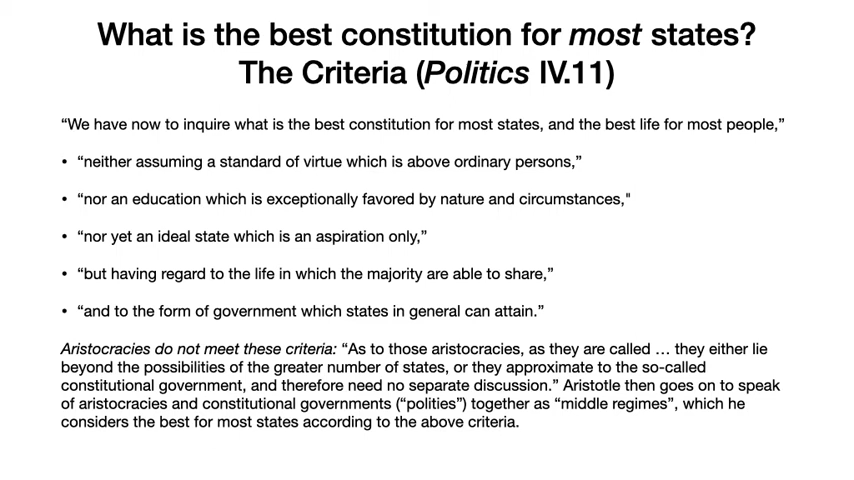 What is the best constitution for most states?
The Criteria (Politics IV.11)
“We have now to inquire what is the best constitution for most states, and the best life for most people,”
• “neither assuming a standard of virtue which is above ordinary persons,”
• “nor an education which is exceptionally favored by nature and circumstances,"
• “nor yet an ideal state which is an aspiration only,”
• “but having regard to the life in which the majority are able to share,”
• “and to the form of government which states in general can attain.”
Aristocracies do not meet these criteria: “As to those aristocracies, as they are called … they either lie
beyond the possibilities of the greater number of states, or they approximate to the so-called
constitutional government, and therefore need no separate discussion.” Aristotle then goes on to speak
of aristocracies and constitutional governments (“polities”) together as “middle regimes”, which he
considers the best for most states according to the above criteria.